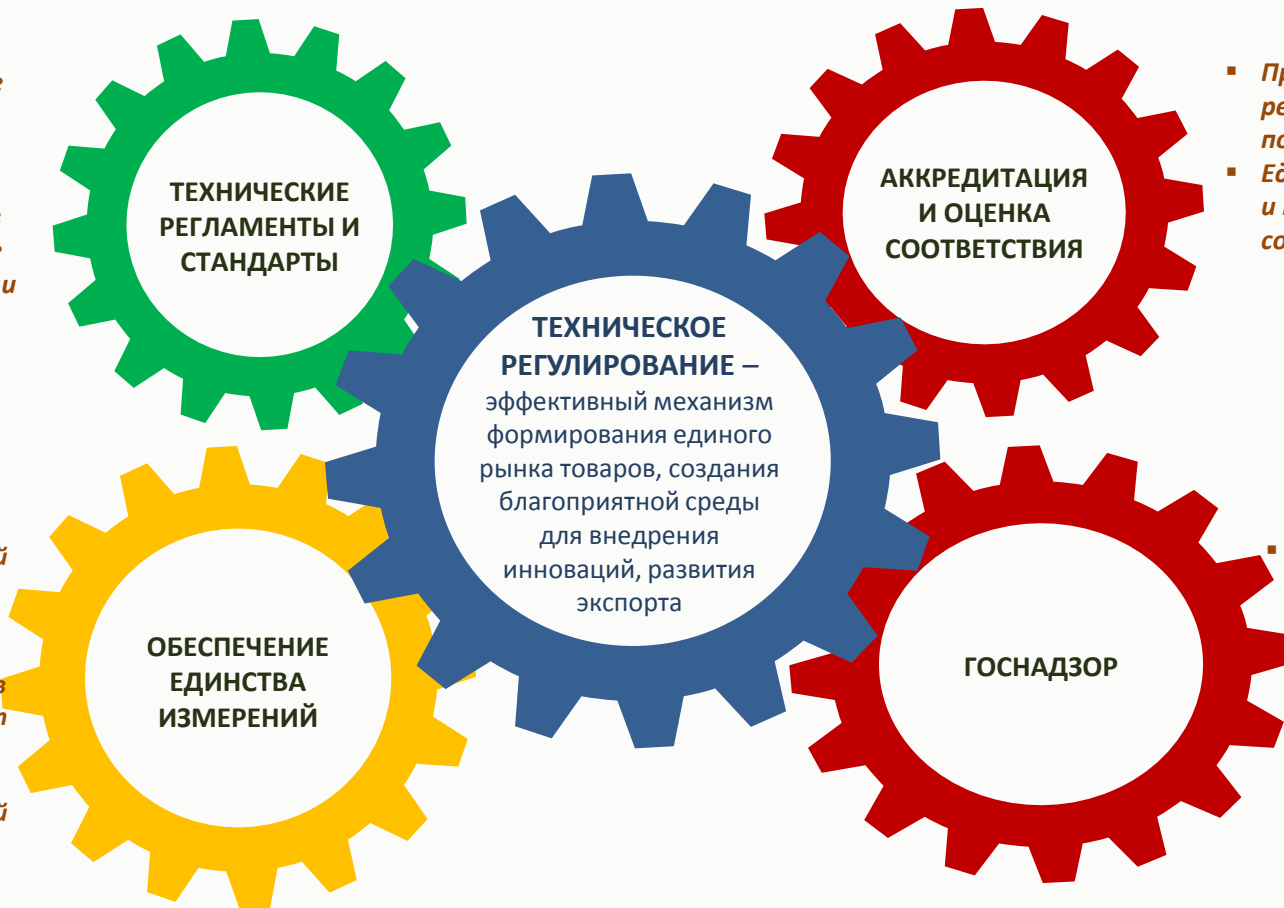 ТЕХНИЧЕСКИЕ
РЕГЛАМЕНТЫ И
СТАНДАРТЫ
АККРЕДИТАЦИЯ
И ОЦЕНКА
СООТВЕТСТВИЯ
ТЕХНИЧЕСКОЕ
РЕГУЛИРОВАНИЕ –
эффективный механизм
формирования единого
рынка товаров, создания
благоприятной среды
для внедрения
инноваций, развития
экспорта
ОБЕСПЕЧЕНИЕ
ЕДИНСТВА
ИЗМЕРЕНИЙ
ГОСНАДЗОР